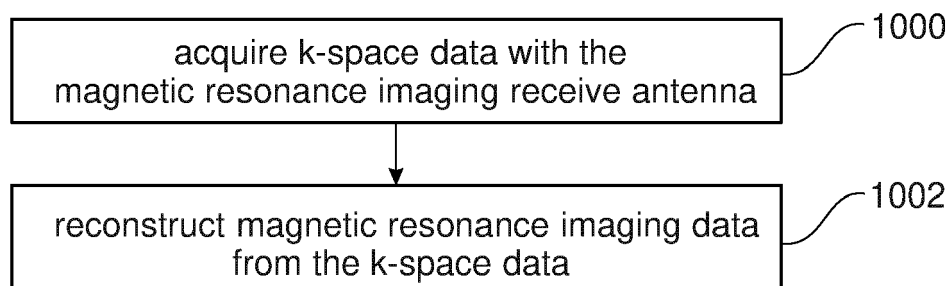 acquire k-space data with the
magnetic resonance imaging receive antenna
1000
reconstruct magnetic resonance imaging data
from the k-space data
1002